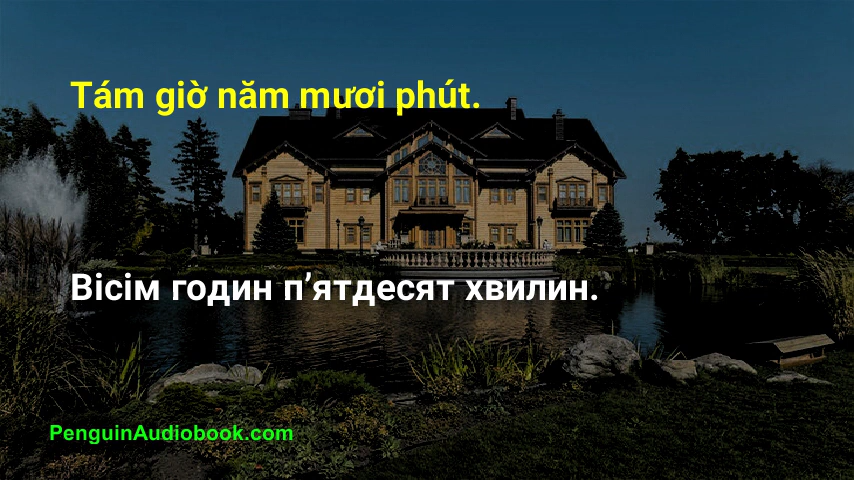 Tám giờ năm mươi phút.
Вісім годин п’ятдесят хвилин.
PenguinAudiobook.com